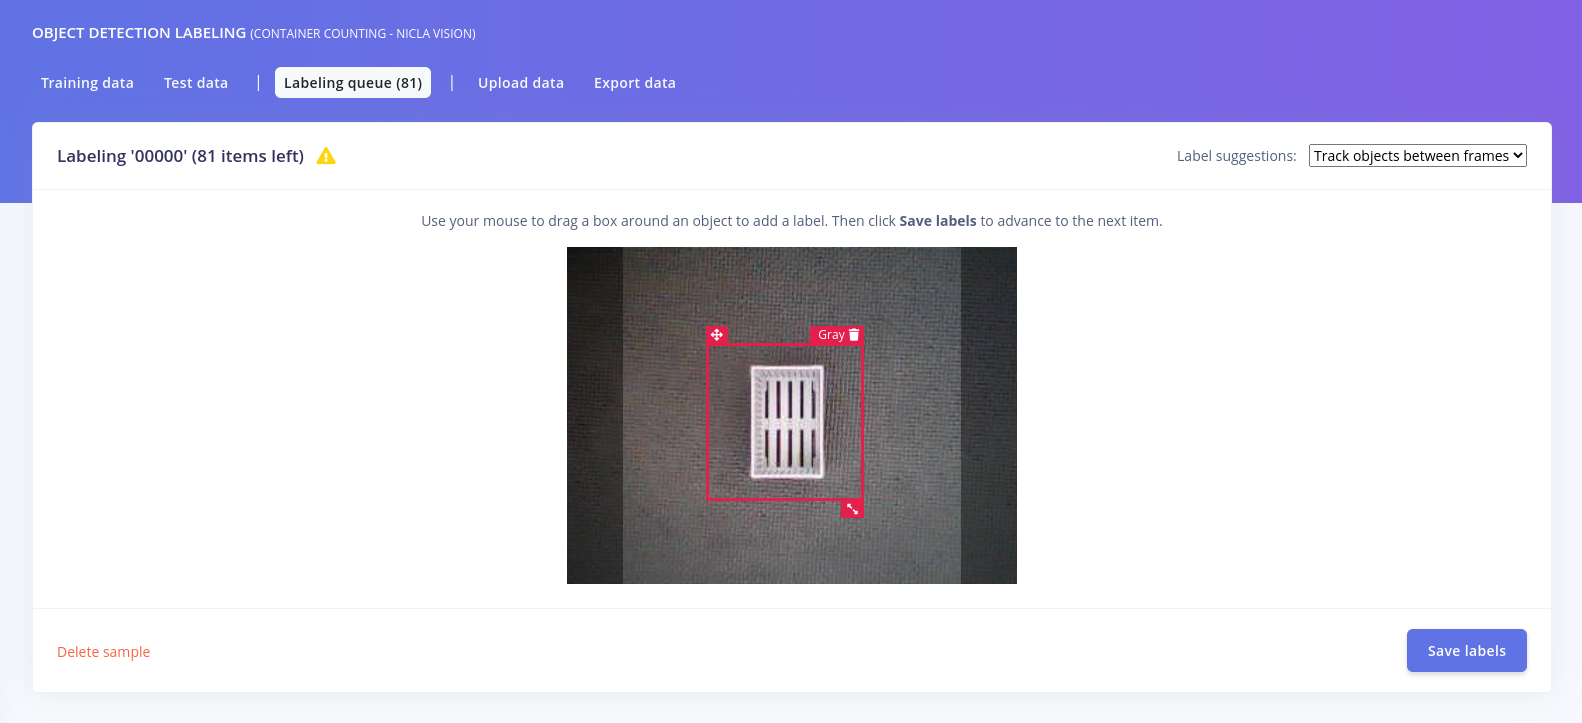 OBJECT DETECTION LABELING (CONTAINER COUNTING - NICLA VISION)
Training data Test data | Labeling queue (81) | Upload data Export data
Labeling '00000' (81 items left) Label suggestions: Track objects between frames
Use your mouse to drag a box around an object to add a label. Then click Save labels to advance to the next item.
Gray
Delete sample Save labels